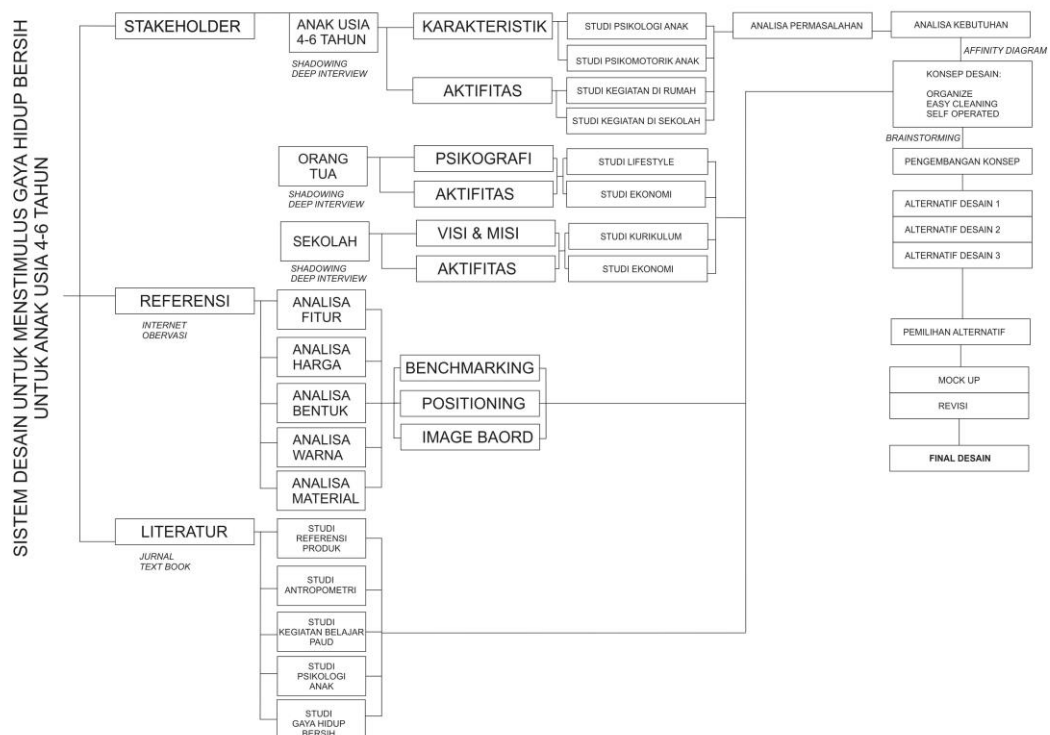 SISTEM DESAIN UNTUK MENSTIMULUS GAYA HIDUP BERSIH
UNTUK ANAK USIA 4-6 TAHUN
STAKEHOLDER
ANAK USIA
4-6 TAHUN
SHADOWING
DEEP INTERVIEW
KARAKTERISTIK
STUDI PSIKOLOGI ANAK
STUDI PSIKOMOTORIK ANAK
AKTIFITAS
STUDI KEGIATAN DI RUMAH
STUDI KEGIATAN DI SEKOLAH
ORANG
TUA
SHADOWING
DEEP INTERVIEW
PSIKOGRAFI
AKTIFITAS
STUDI LIFESTYLE
STUDI EKONOMI
SEKOLAH
SHADOWING
DEEP INTERVIEW
VISI & MISI
AKTIFITAS
STUDI KURIKULUM
STUDI EKONOMI
REFERENSI
INTERNET
OBERVASI
ANALISA
FITUR
ANALISA
HARGA
ANALISA
BENTUK
ANALISA
WARNA
ANALISA
MATERIAL
BENCHMARKING
POSITIONING
IMAGE BAORD
LITERATUR
JURNAL
TEXT BOOK
STUDI
REFERENSI
PRODUK
STUDI
ANTROPOMETRI
STUDI
KEGIATAN BELAJAR
PAUD
STUDI
PSIKOLOGI
ANAK
STUDI
GAYA HIDUP
BERSIH
ANALISA PERMASALAHAN
ANALISA KEBUTUHAN
AFFINITY DIAGRAM
KONSEP DESAIN:
ORGANIZE
EASY CLEANING
SELF OPERATED
BRAINSTORMING
PENGEMBANGAN KONSEP
ALTERNATIF DESAIN 1
ALTERNATIF DESAIN 2
ALTERNATIF DESAIN 3
PEMILIHAN ALTERNATIF
MOCK UP
REVISI
FINAL DESAIN